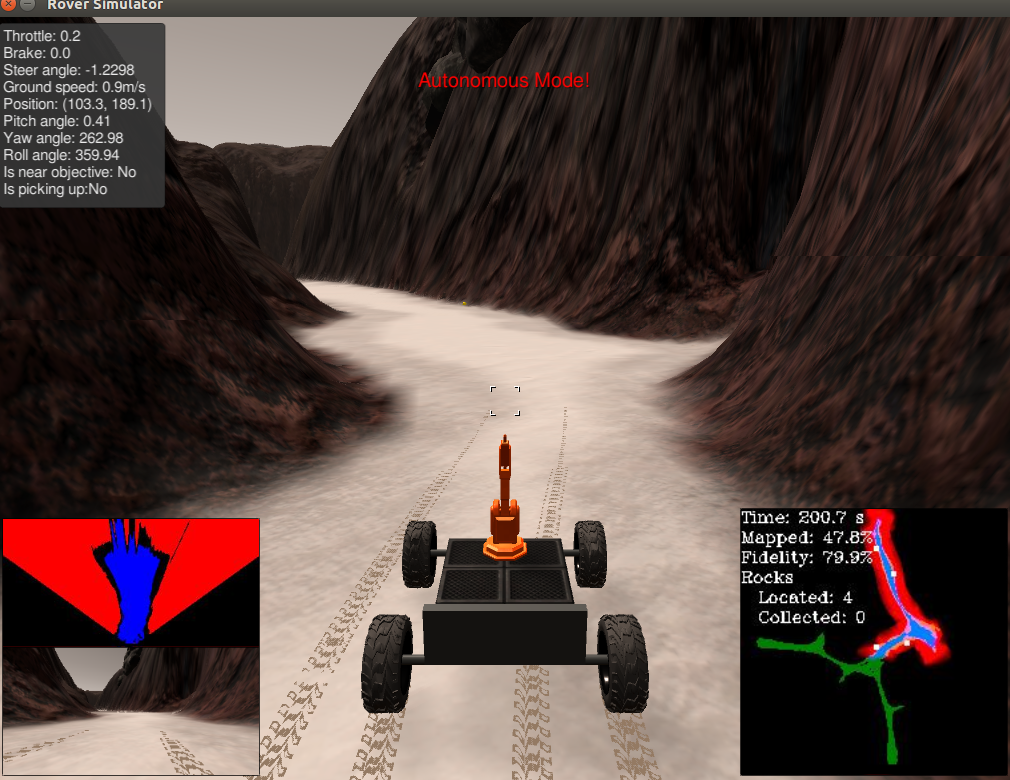 Rover Simulator
Throttle: 0.2
Brake: 0.0
Steer angle: -1.2298
Ground speed: 0.9m/s
Position: (103.3, 189.1)
Pitch angle: 0.41
Yaw angle: 262.98
Roll angle: 359.94
Is near objective: No
Is picking up:No
Autonomous Mode!
Time: 200.7 s
Mapped: 47.8%
Fidelity: 79.9%
Rocks
Located: 4
Collected: 0